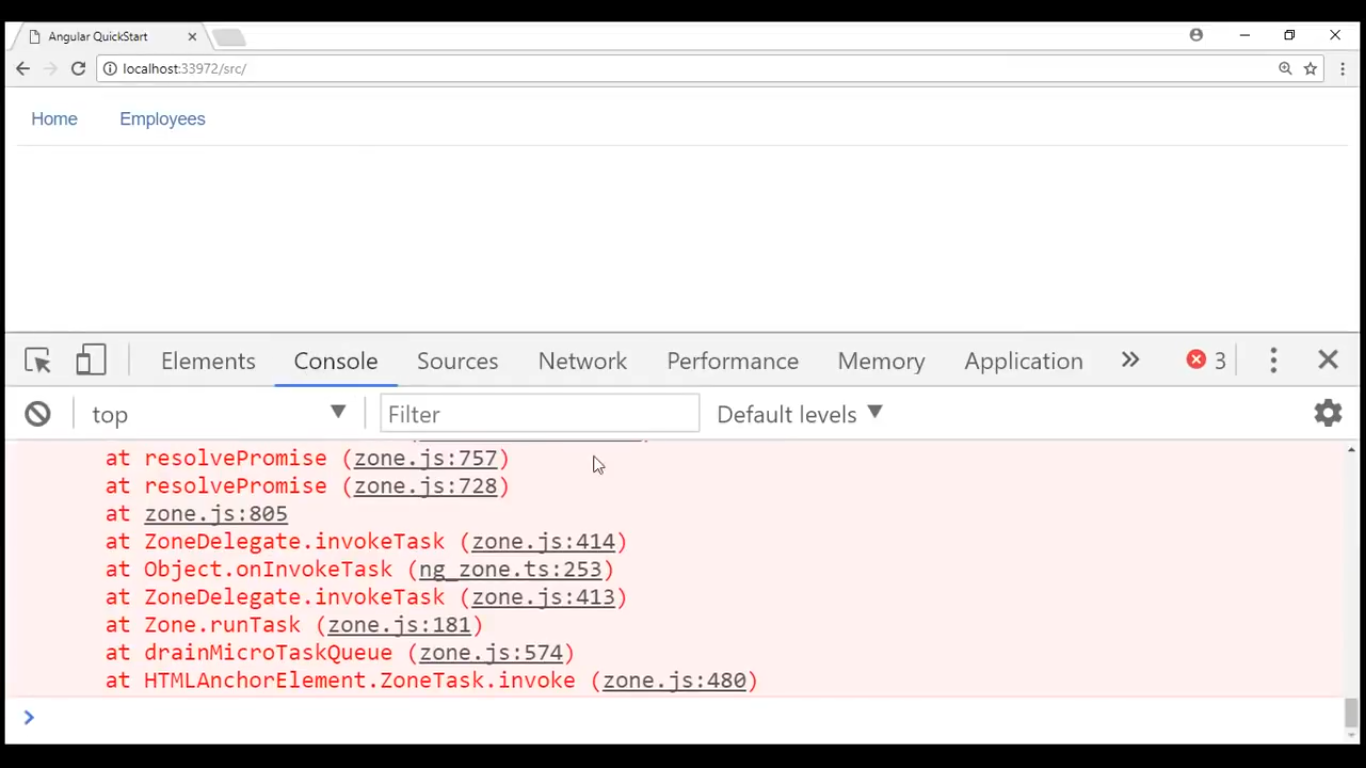 Angular QuickStart
localhost:33972/src/
Home Employees
Elements Console Sources Network Performance Memory Application 3
top Filter Default levels
at resolvePromise (zone.js:757)
at resolvePromise (zone.js:728)
at zone.js:805
at ZoneDelegate.invokeTask (zone.js:414)
at Object.onInvokeTask (ng_zone.ts:253)
at ZoneDelegate.invokeTask (zone.js:413)
at Zone.runTask (zone.js:181)
at drainMicroTaskQueue (zone.js:574)
at HTMLAnchorElement.ZoneTask.invoke (zone.js:480)